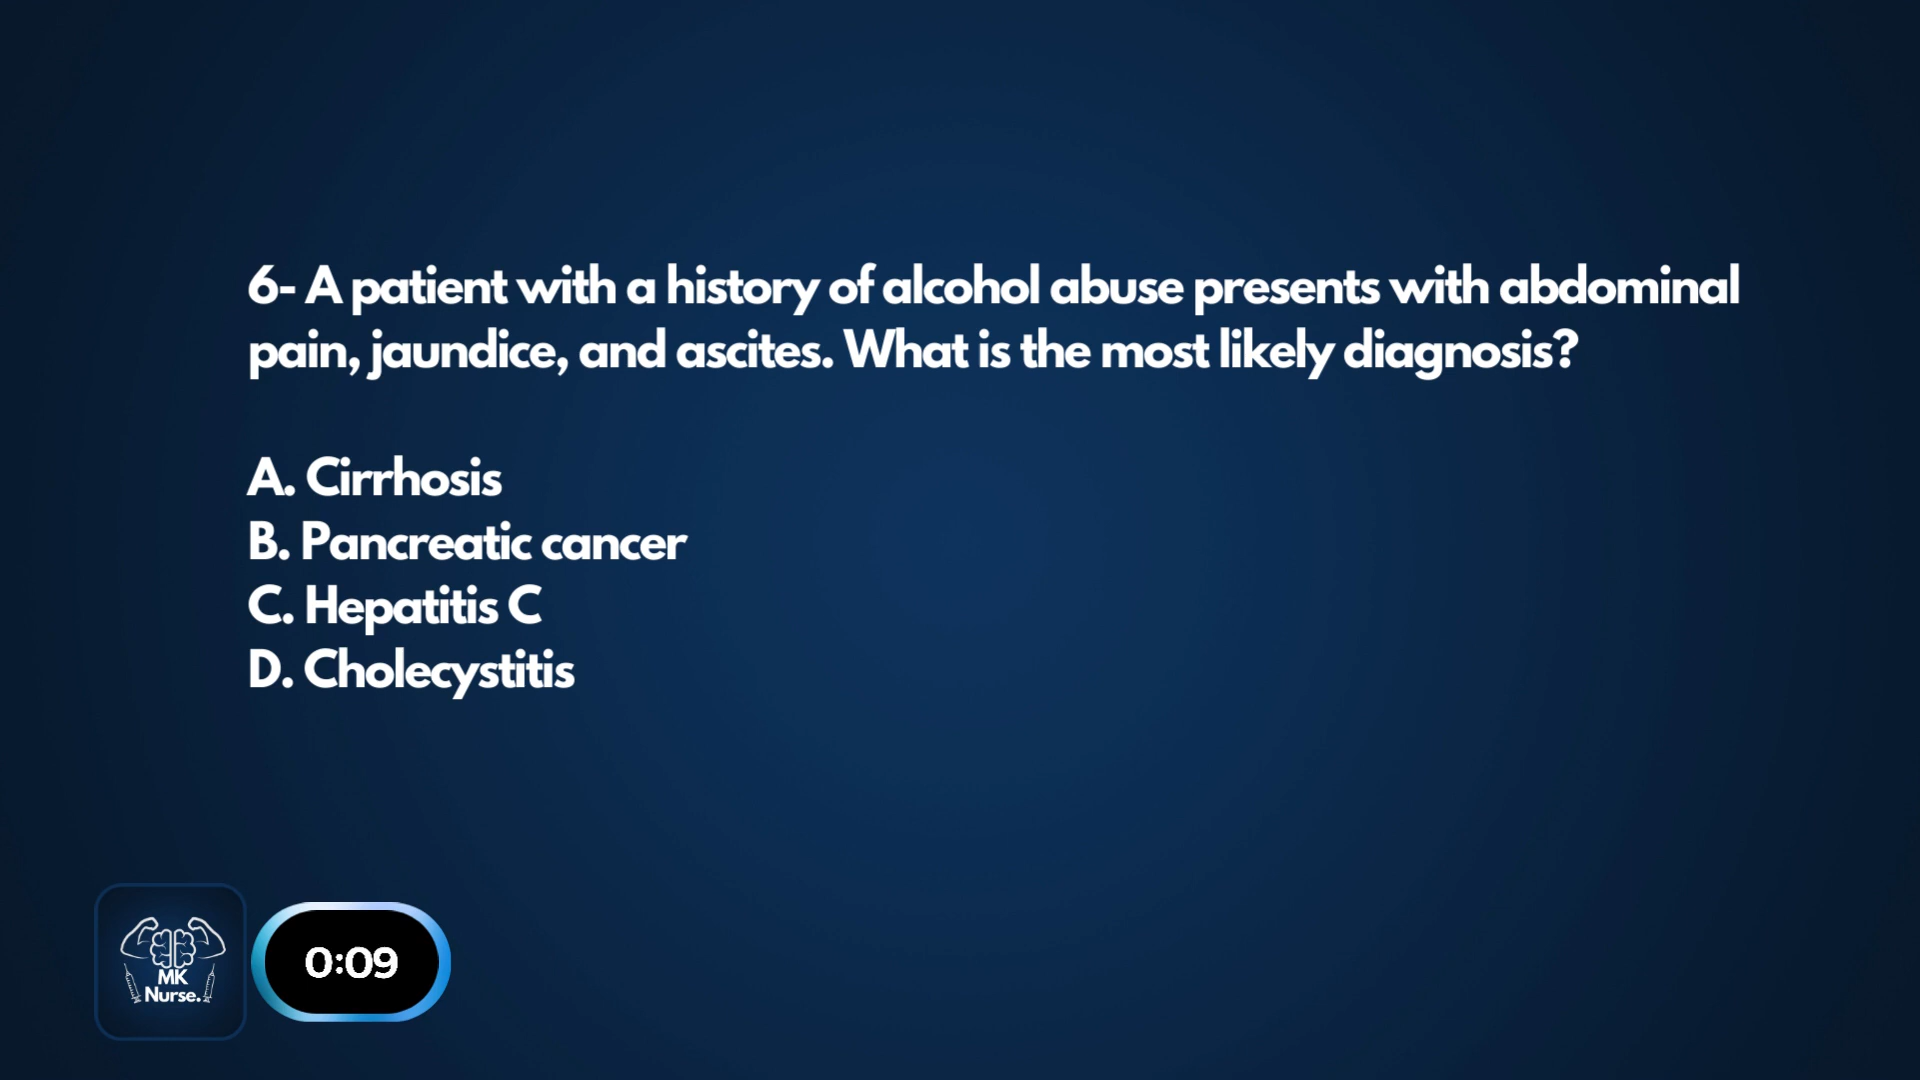 6- A patient with a history of alcohol abuse presents with abdominal
pain, jaundice, and ascites. What is the most likely diagnosis?
A. Cirrhosis
B. Pancreatic cancer
C. Hepatitis C
D. Cholecystitis
MK
Nurse.
0:09